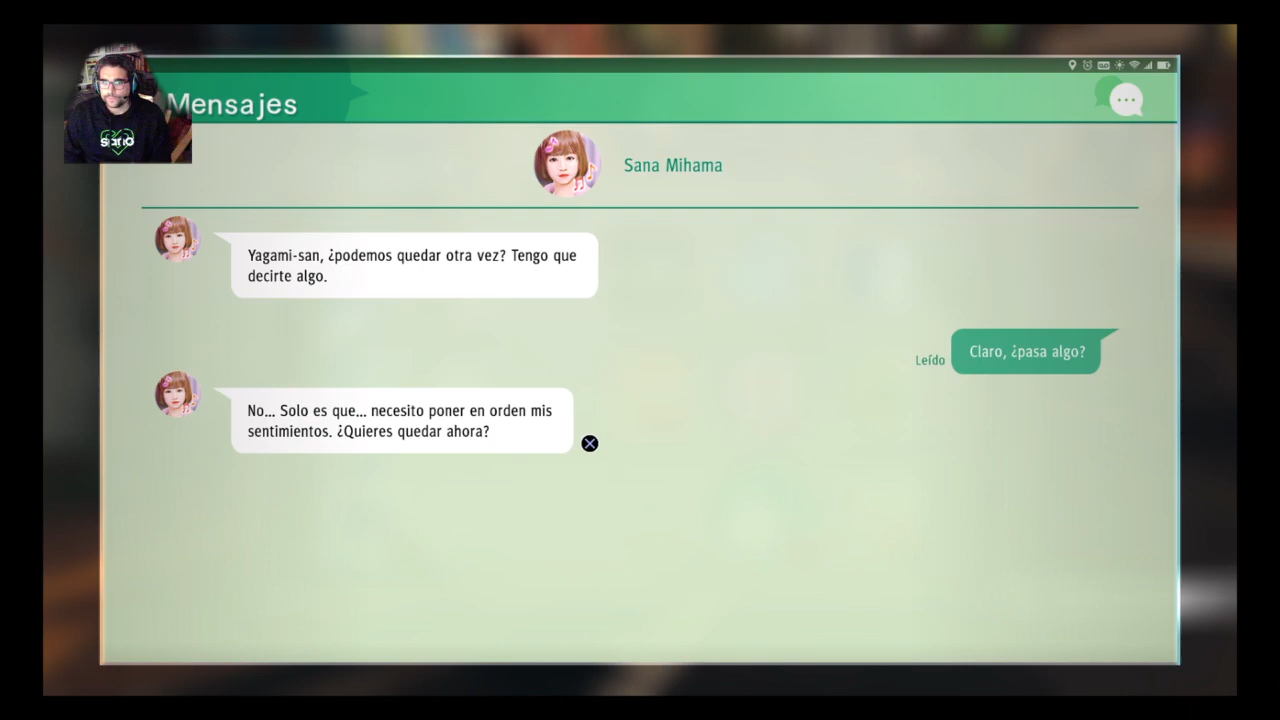 Mensajes
Sana Mihama
Yagami-san, ¿podemos quedar otra vez? Tengo que
decirte algo.
Leído
Claro, ¿pasa algo?
No... Solo es que... necesito poner en orden mis
sentimientos. ¿Quieres quedar ahora?